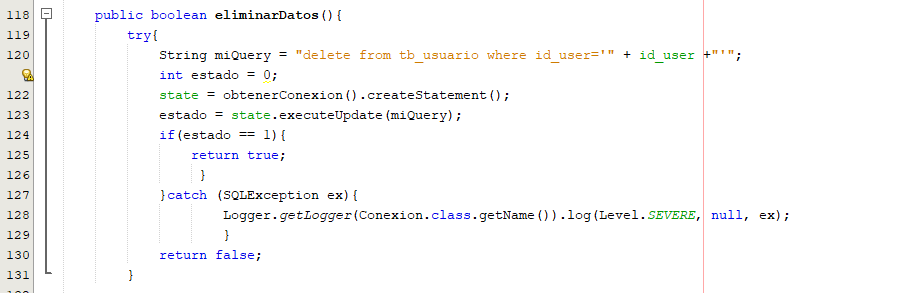 118 public boolean eliminarDatos(){
119 try{
120 String miQuery = "delete from tb_usuario where id_user='" + id_user +"'";
int estado = 0;
122 state = obtenerConexion().createStatement();
123 estado = state.executeUpdate(miQuery);
124 if(estado == 1){
125 return true;
126 }
127 }catch (SQLException ex){
128 Logger.getLogger(Conexion.class.getName()).log(Level.SEVERE, null, ex);
129 }
130 return false;
131 }